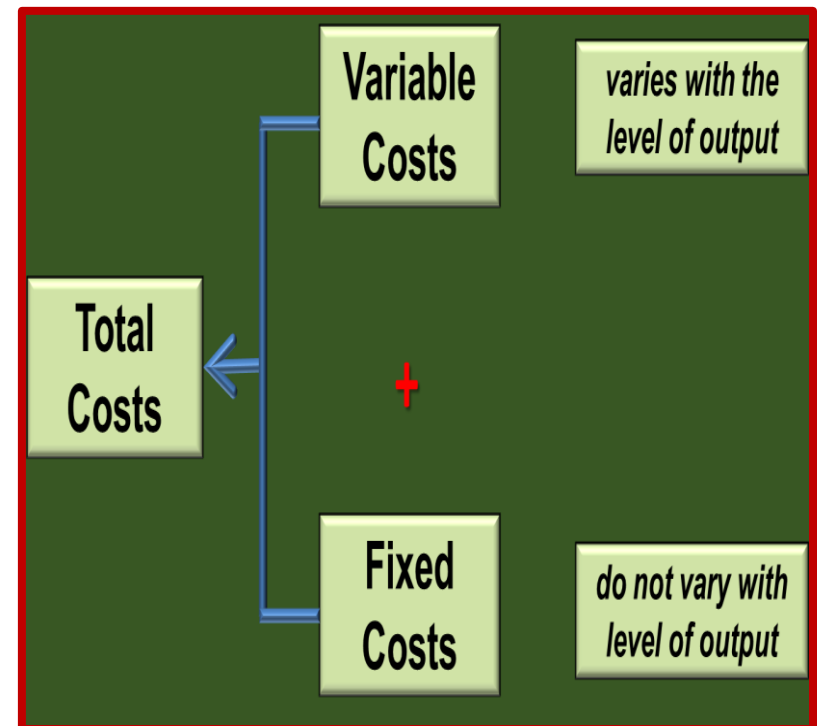 Variable
Costs
varies with the
level of output
Total
Costs
+
Fixed
Costs
do not vary with
level of output